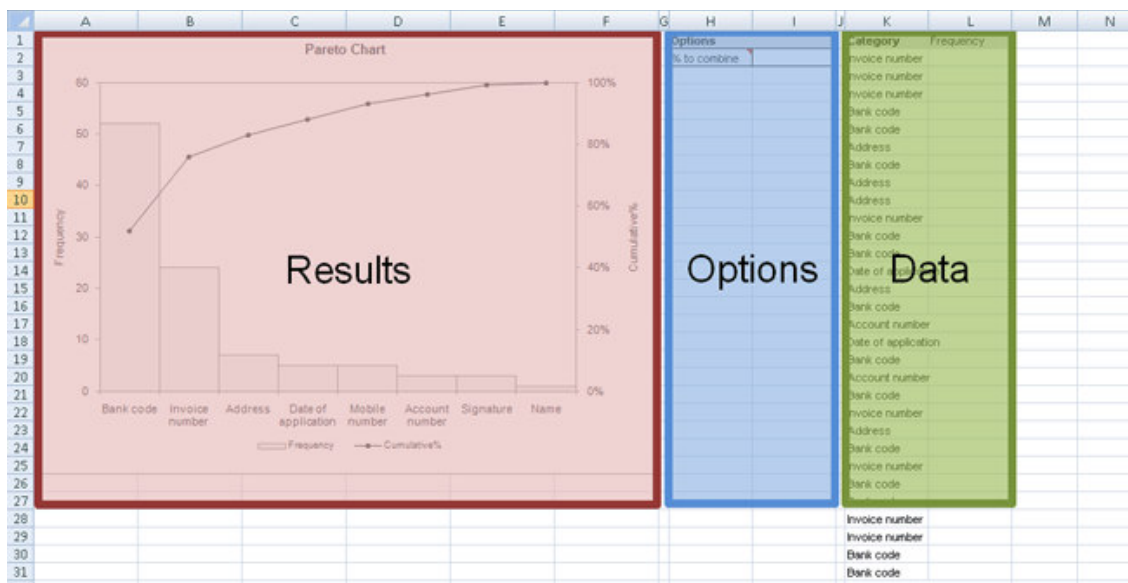 A B C D E F G H I J K L M N
1 Pareto Chart Options Category Frequency
2 % to combine Invoice number
3 60 100% Invoice number
4 Invoice number
5 50 Bank code
6 80% Bank code
7 Address
8 40 Bank code
9 Address
10 60% Address
11 Frequency Cumulative% Invoice number
12 30 Bank code
13 Bank code
14 Results 40% Options Date of application Data
15 20 Address
16 Bank code
17 10 20% Account number
18 Date of application
19 Bank code
20 0 0% Account number
21 Bank code Invoice number Address Date of application Mobile number Account number Signature Name Bank code
22 Invoice number
23 Frequency Cumulative% Address
24 Bank code
25 Invoice number
26 Bank code
27
28 Invoice number
29 Invoice number
30 Bank code
31 Bank code